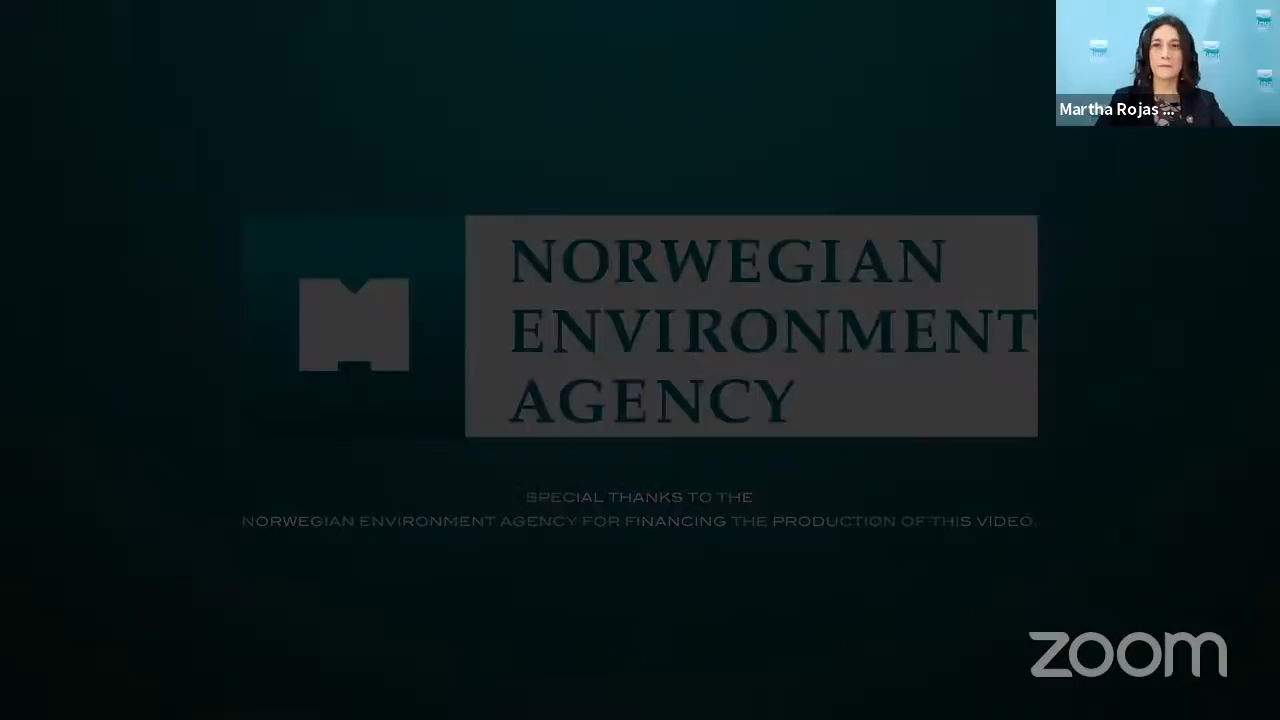 Martha Rojas ...
NORWEGIAN
ENVIRONMENT
AGENCY
SPECIAL THANKS TO THE
NORWEGIAN ENVIRONMENT AGENCY FOR FINANCING THE PRODUCTION OF THIS VIDEO.
zoom